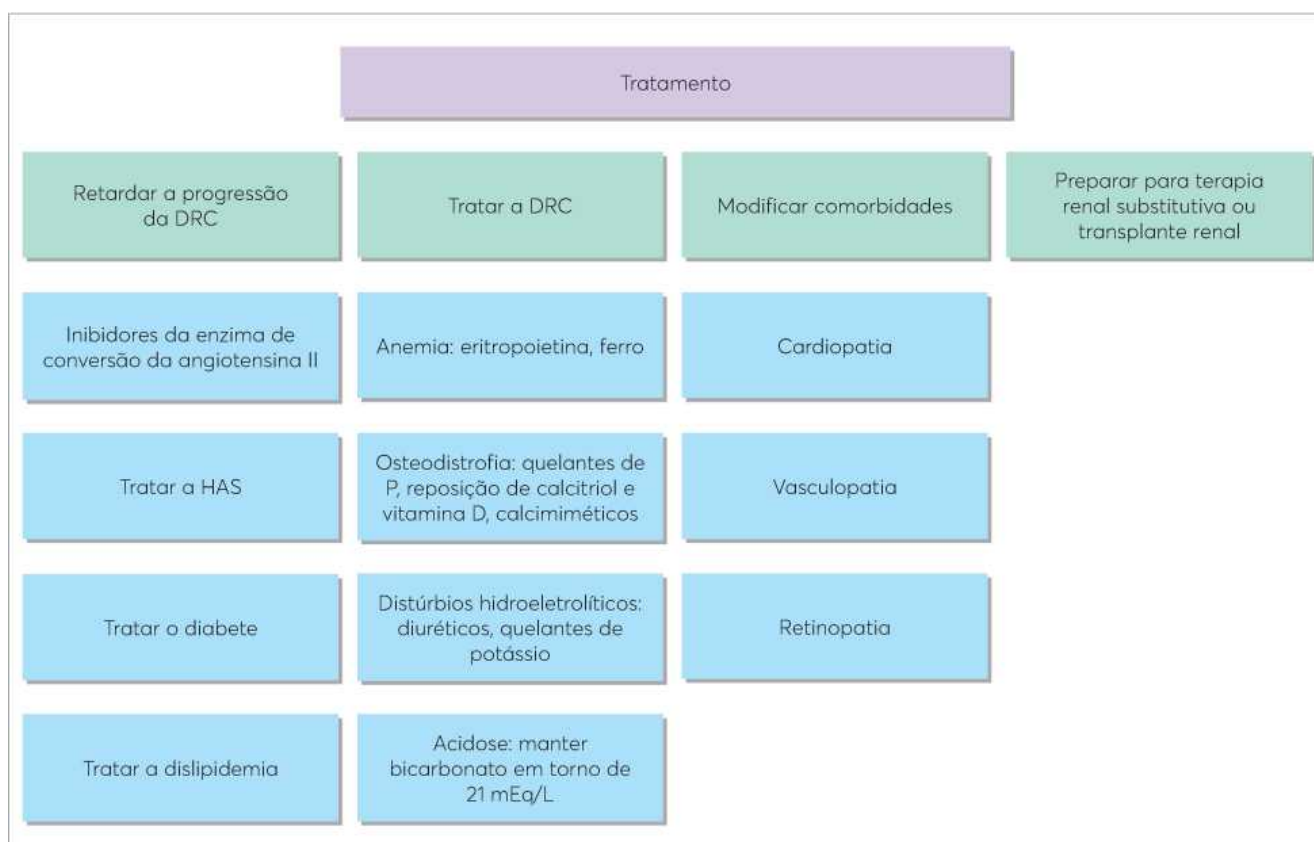 Tratamento
Retardar a progressão
da DRC
Tratar a DRC
Modificar comorbidades
Preparar para terapia
renal substitutiva ou
transplante renal
Inibidores da enzima de
conversão da angiotensina II
Anemia: eritropoietina, ferro
Cardiopatia
Tratar a HAS
Osteodistrofia: quelantes de
P, reposição de calcitriol e
vitamina D, calcimiméticos
Vasculopatia
Tratar o diabete
Distúrbios hidroeletrolíticos:
diuréticos, quelantes de
potássio
Retinopatia
Tratar a dislipidemia
Acidose: manter
bicarbonato em torno de
21 mEq/L